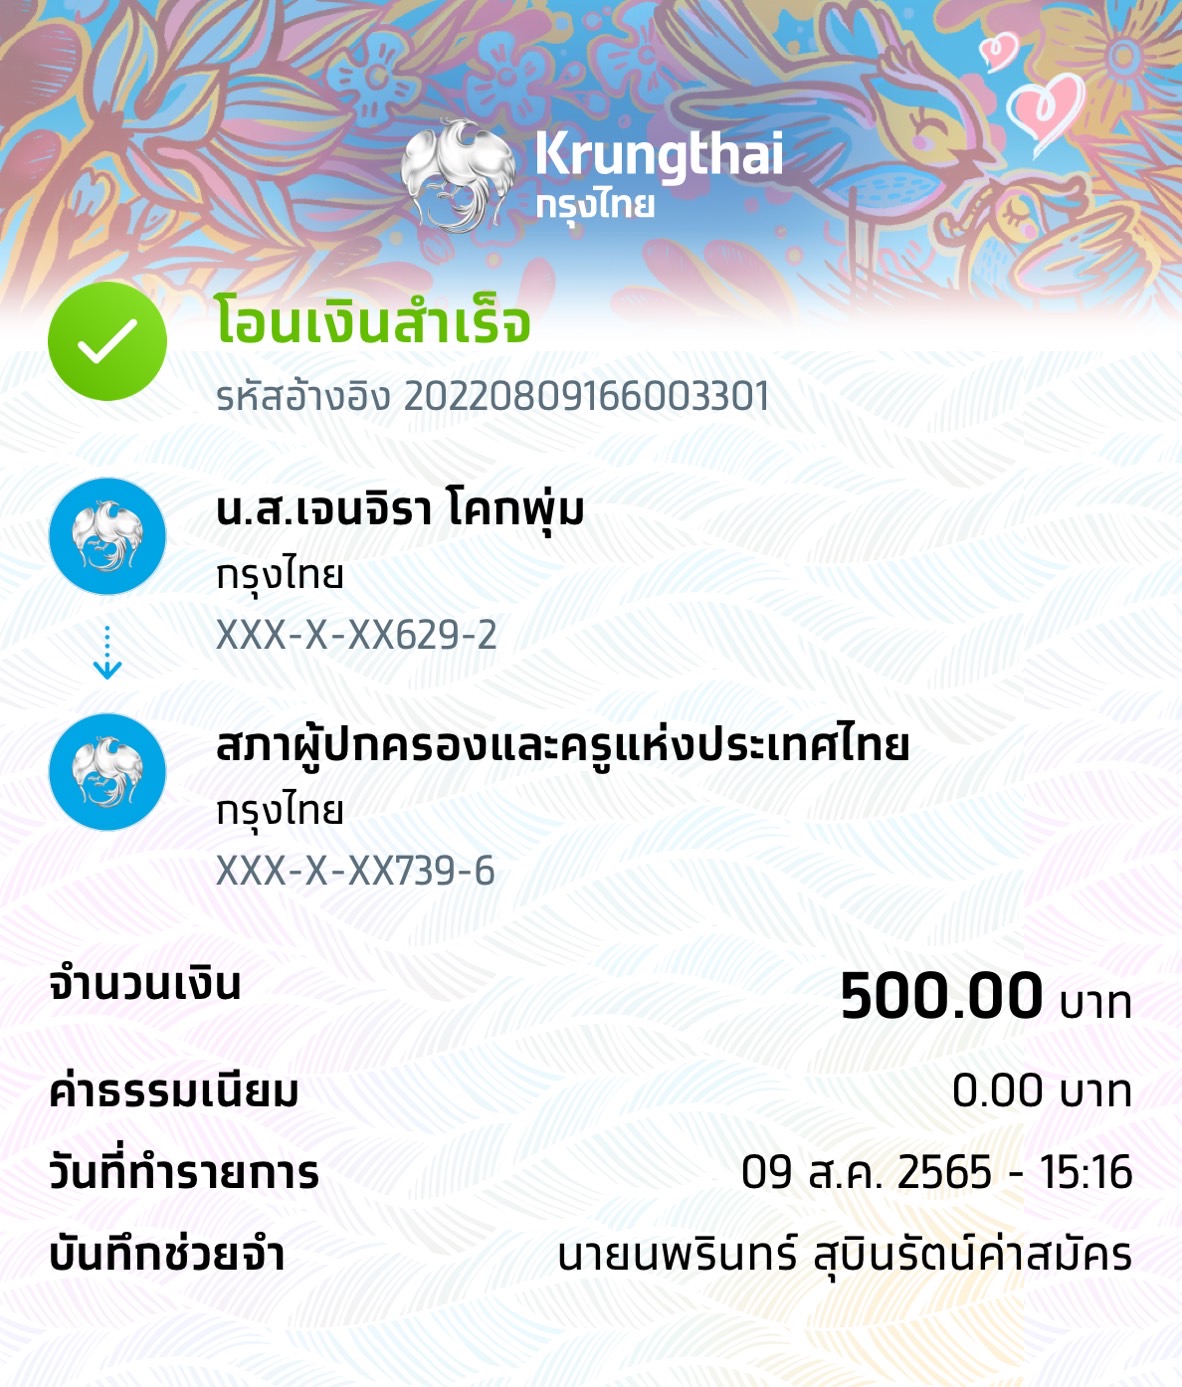 Krungthai
กรุงไทย
โอนเงินสำเร็จ
รหัสอ้างอิง 20220809166003301
น.ส.เจนจิรา โคกพุ่ม
กรุงไทย
XXX-X-XX629-2
สภาผู้ปกครองและครูแห่งประเทศไทย
กรุงไทย
XXX-X-XX739-6
จำนวนเงิน 500.00 บาท
ค่าธรรมเนียม 0.00 บาท
วันที่ทำรายการ 09 ส.ค. 2565 - 15:16
บันทึกช่วยจำ นายนพรินทร์ สุบินรัตน์ค่าสมัคร